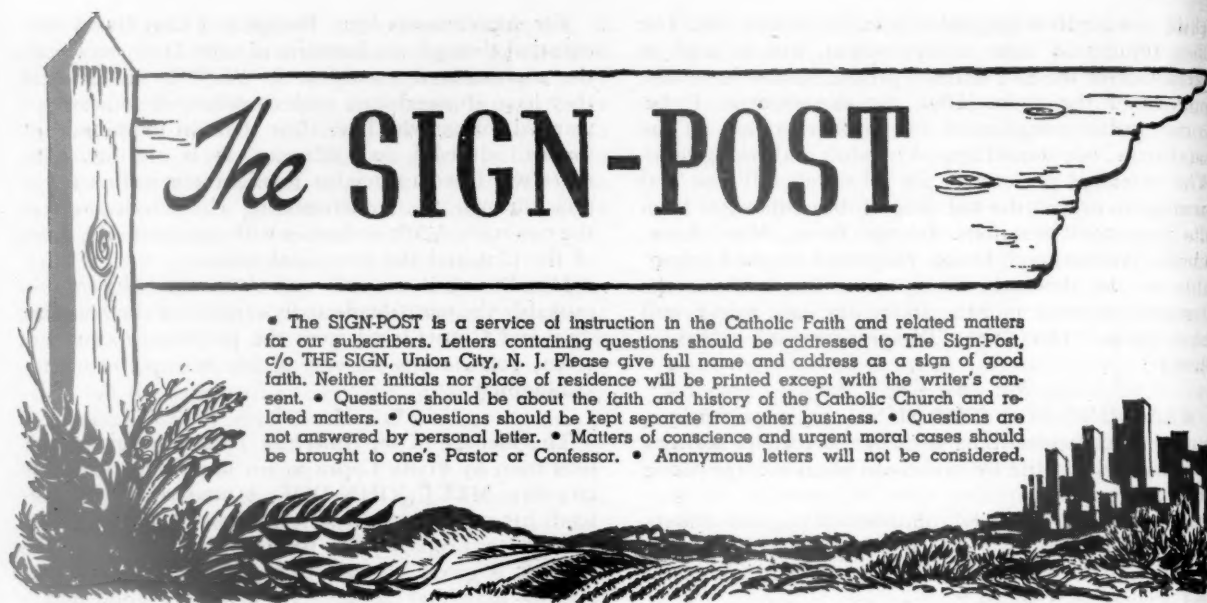 The SIGN-POST
• The SIGN-POST is a service of instruction in the Catholic Faith and related matters
for our subscribers. Letters containing questions should be addressed to The Sign-Post,
c/o THE SIGN, Union City, N. J. Please give full name and address as a sign of good
faith. Neither initials nor place of residence will be printed except with the writer's con-
sent. • Questions should be about the faith and history of the Catholic Church and re-
lated matters. • Questions should be kept separate from other business. • Questions are
not answered by personal letter. • Matters of conscience and urgent moral cases should
be brought to one's Pastor or Confessor. • Anonymous letters will not be considered.